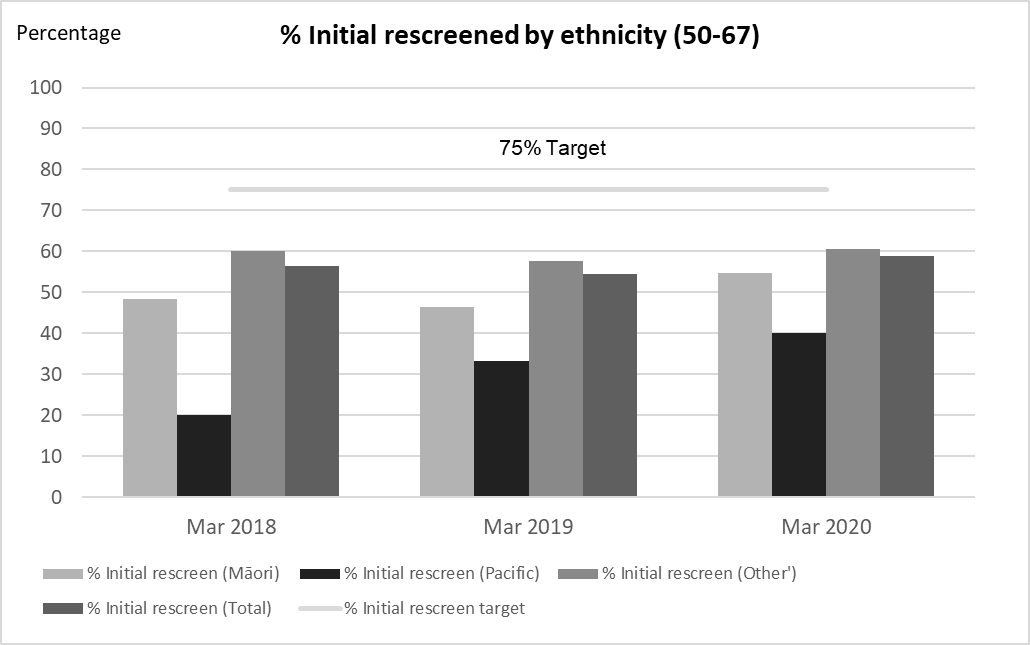 Percentage
% Initial rescreened by ethnicity (50-67)
100
90
75% Target
80
70
60
50
40
30
20
10
0
Mar 2018
Mar 2019
Mar 2020
% Initial rescreen (Māori)
% Initial rescreen (Pacific)
% Initial rescreen (Other')
% Initial rescreen (Total)
% Initial rescreen target